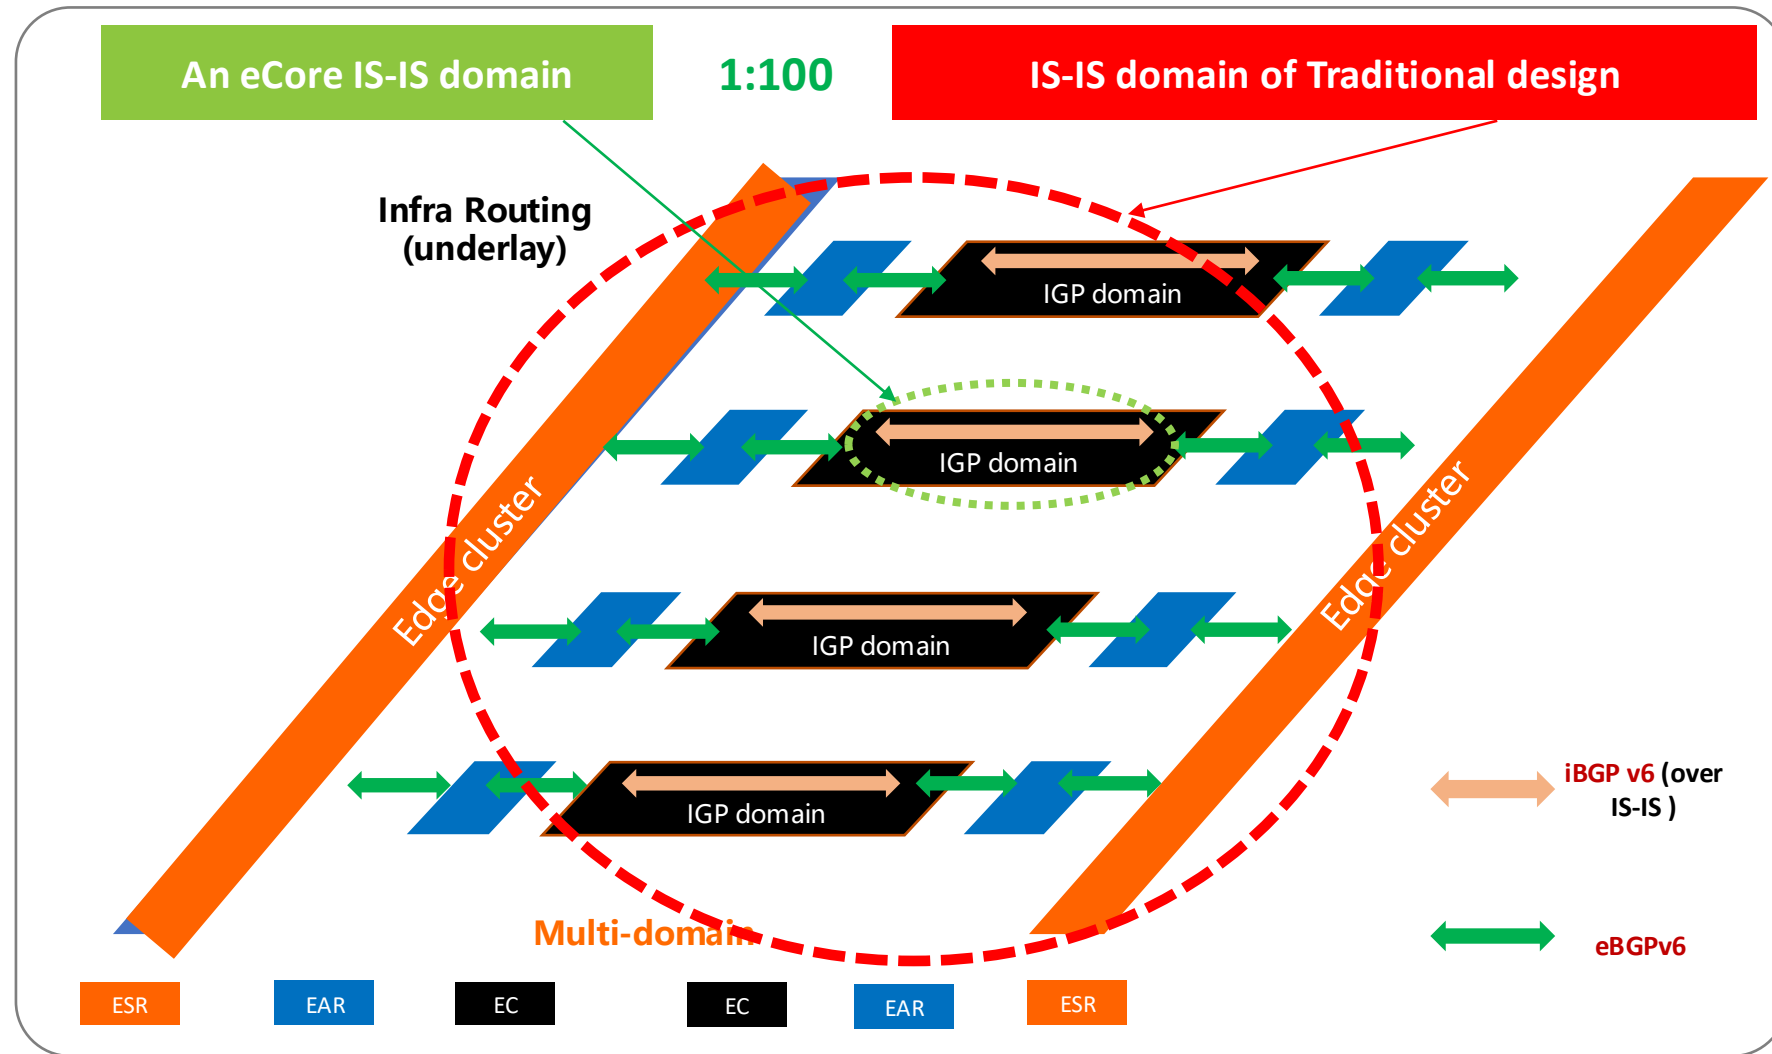 An eCore IS-IS domain
1:100
IS-IS domain of Traditional design
Infra Routing
(underlay)
IGP domain
IGP domain
Edge cluster
Edge cluster
IGP domain
IGP domain
iBGP v6 (over
IS-IS )
Multi-domain
eBGPv6
ESR
EAR
EC
EC
EAR
ESR